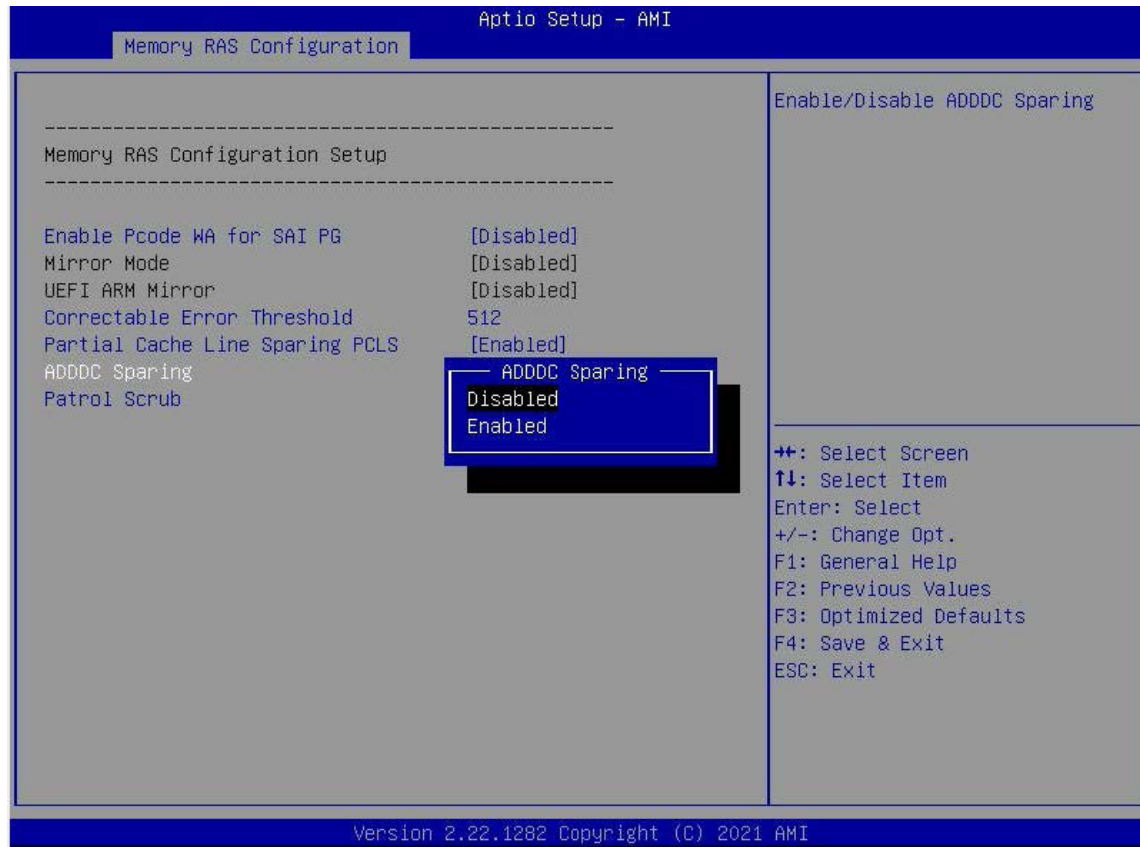 Aptio Setup – AMI
Memory RAS Configuration
Enable/Disable ADDDC Sparing
--------------------------------------------------
Memory RAS Configuration Setup
--------------------------------------------------
Enable Pcode WA for SAI PG [Disabled]
Mirror Mode [Disabled]
UEFI ARM Mirror [Disabled]
Correctable Error Threshold 512
Partial Cache Line Sparing PCLS [Enabled]
ADDDC Sparing
Patrol Scrub
ADDDC Sparing
Disabled
Enabled
→←: Select Screen
↑↓: Select Item
Enter: Select
+/-: Change Opt.
F1: General Help
F2: Previous Values
F3: Optimized Defaults
F4: Save & Exit
ESC: Exit
Version 2.22.1282 Copyright (C) 2021 AMI